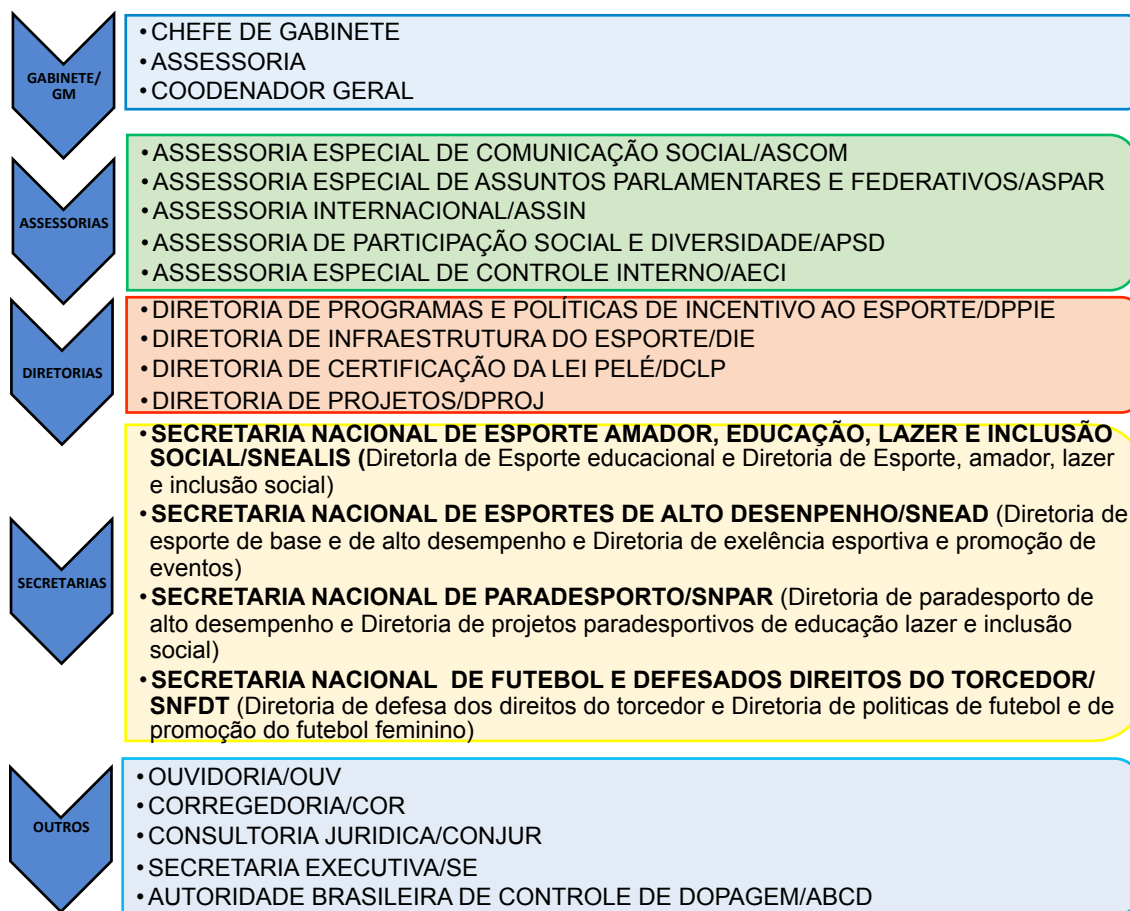 GABINETE/
GM
•CHEFE DE GABINETE
•ASSESSORIA
•COODENADOR GERAL
ASSESSORIAS
•ASSESSORIA ESPECIAL DE COMUNICAÇÃO SOCIAL/ASCOM
•ASSESSORIA ESPECIAL DE ASSUNTOS PARLAMENTARES E FEDERATIVOS/ASPAR
•ASSESSORIA INTERNACIONAL/ASSIN
•ASSESSORIA DE PARTICIPAÇÃO SOCIAL E DIVERSIDADE/APSD
•ASSESSORIA ESPECIAL DE CONTROLE INTERNO/AECI
DIRETORIAS
•DIRETORIA DE PROGRAMAS E POLÍTICAS DE INCENTIVO AO ESPORTE/DPPIE
•DIRETORIA DE INFRAESTRUTURA DO ESPORTE/DIE
•DIRETORIA DE CERTIFICAÇÃO DA LEI PELÉ/DCLP
•DIRETORIA DE PROJETOS/DPROJ
SECRETARIAS
•SECRETARIA NACIONAL DE ESPORTE AMADOR, EDUCAÇÃO, LAZER E INCLUSÃO
SOCIAL/SNEALIS (DiretorIa de Esporte educacional e Diretoria de Esporte, amador, lazer
e inclusão social)
•SECRETARIA NACIONAL DE ESPORTES DE ALTO DESENPENHO/SNEAD (Diretoria de
esporte de base e de alto desempenho e Diretoria de exelência esportiva e promoção de
eventos)
•SECRETARIA NACIONAL DE PARADESPORTO/SNPAR (Diretoria de paradesporto de
alto desempenho e Diretoria de projetos paradesportivos de educação lazer e inclusão
social)
•SECRETARIA NACIONAL DE FUTEBOL E DEFESADOS DIREITOS DO TORCEDOR/
SNFDT (Diretoria de defesa dos direitos do torcedor e Diretoria de politicas de futebol e de
promoção do futebol feminino)
OUTROS
•OUVIDORIA/OUV
•CORREGEDORIA/COR
•CONSULTORIA JURIDICA/CONJUR
•SECRETARIA EXECUTIVA/SE
•AUTORIDADE BRASILEIRA DE CONTROLE DE DOPAGEM/ABCD